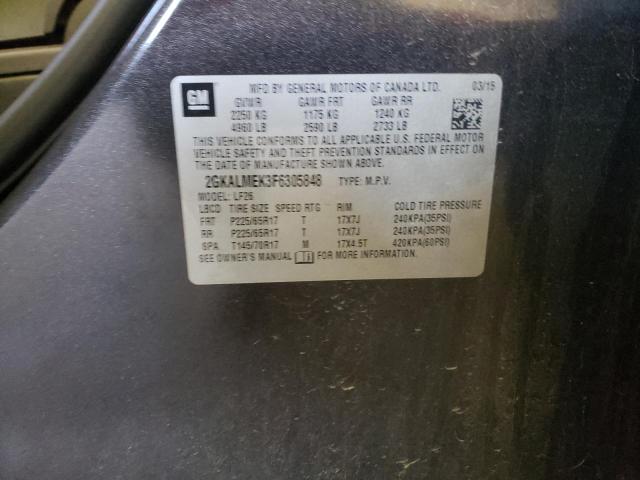 GM
MFD BY GENERAL MOTORS OF CANADA LTD. 03/15
GVWR GAWR FRT GAWR RR
2250 KG 1175 KG 1240 KG
4960 LB 2590 LB 2733 LB
THIS VEHICLE CONFORMS TO ALL APPLICABLE U.S. FEDERAL MOTOR
VEHICLE SAFETY AND THEFT PREVENTION STANDARDS IN EFFECT ON
DATE OF MANUFACTURE SHOWN ABOVE.
2GKALMEK3F6305848 TYPE: M.P.V.
MODEL: LF26
LBCD TIRE SIZE SPEED RTG RIM COLD TIRE PRESSURE
FRT P225/65R17 T 17X7J 240KPA(35PSI)
RR P225/65R17 T 17X7J 240KPA(35PSI)
SPA T145/70R17 M 17X4.5T 420KPA(60PSI)
SEE OWNER'S MANUAL FOR MORE INFORMATION.